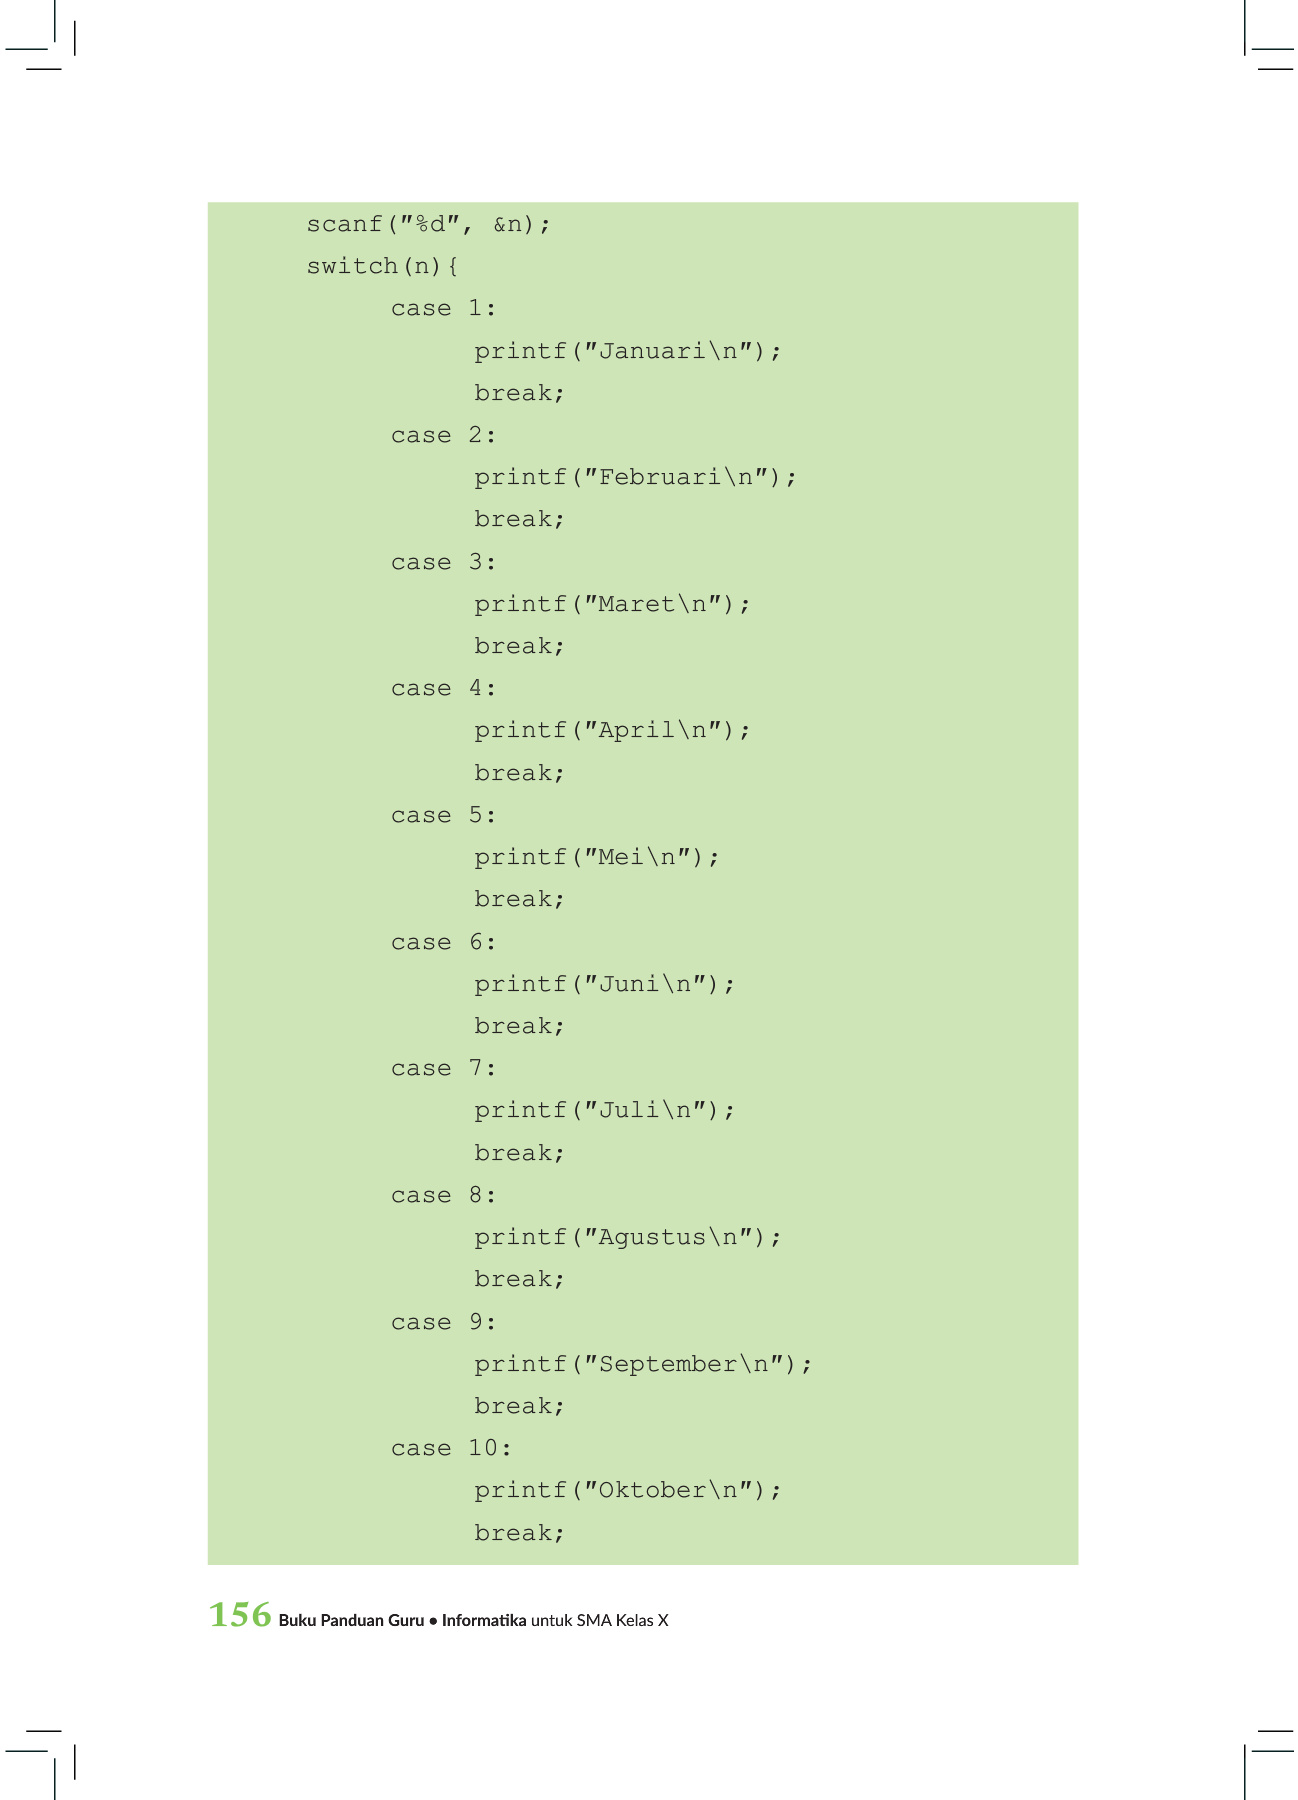 scanf("%d", &n);
switch(n){
case 1:
printf("Januari\n");
break;
case 2:
printf("Februari\n");
break;
case 3:
printf("Maret\n");
break;
case 4:
printf("April\n");
break;
case 5:
printf("Mei\n");
break;
case 6:
printf("Juni\n");
break;
case 7:
printf("Juli\n");
break;
case 8:
printf("Agustus\n");
break;
case 9:
printf("September\n");
break;
case 10:
printf("Oktober\n");
break;
156 Buku Panduan Guru • Informatika untuk SMA Kelas X